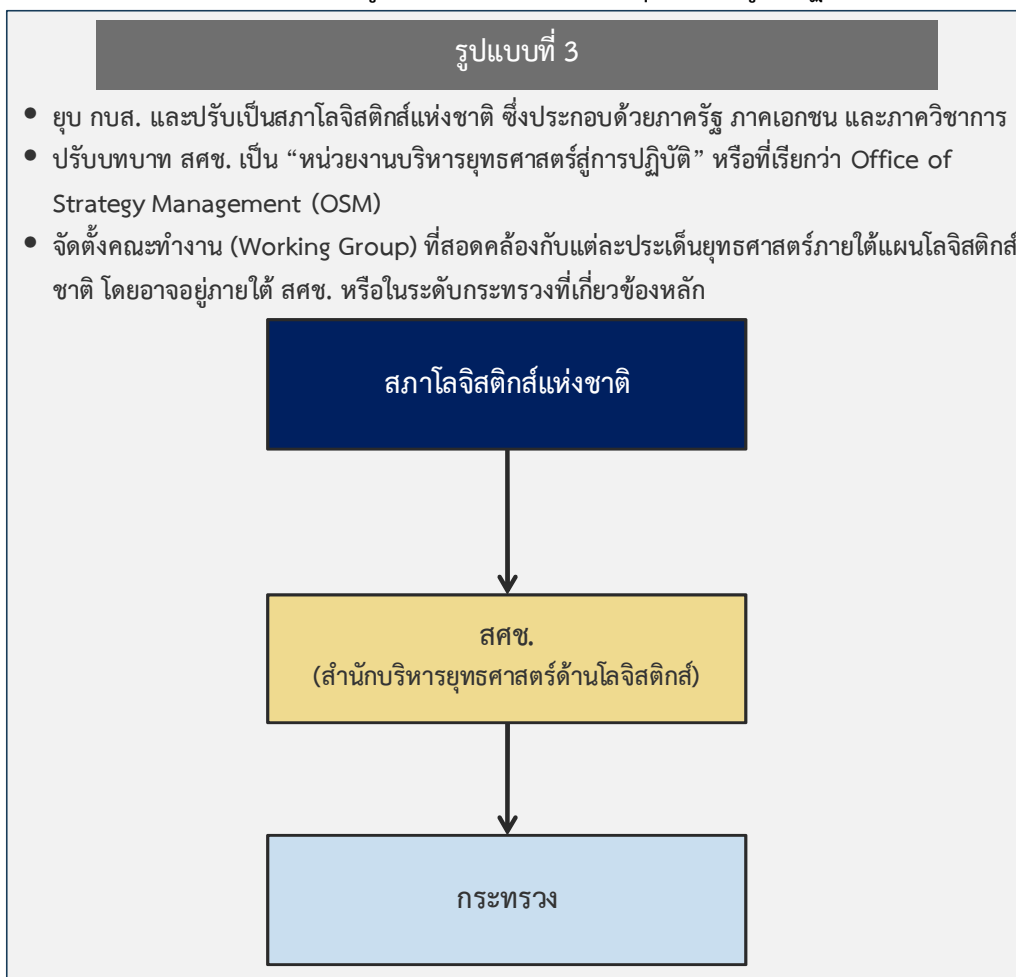 รูปแบบที่ 3
● ยุบ กบส. และปรับเป็นสภาโลจิสติกส์แห่งชาติ ซึ่งประกอบด้วยภาครัฐ ภาคเอกชน และภาควิชาการ
● ปรับบทบาท สศช. เป็น “หน่วยงานบริหารยุทธศาสตร์สู่การปฏิบัติ” หรือที่เรียกว่า Office of
Strategy Management (OSM)
● จัดตั้งคณะทำงาน (Working Group) ที่สอดคล้องกับแต่ละประเด็นยุทธศาสตร์ภายใต้แผนโลจิสติกส์
ชาติ โดยอาจอยู่ภายใต้ สศช. หรือในระดับกระทรวงที่เกี่ยวข้องหลัก
สภาโลจิสติกส์แห่งชาติ
สศช.
(สำนักบริหารยุทธศาสตร์ด้านโลจิสติกส์)
กระทรวง